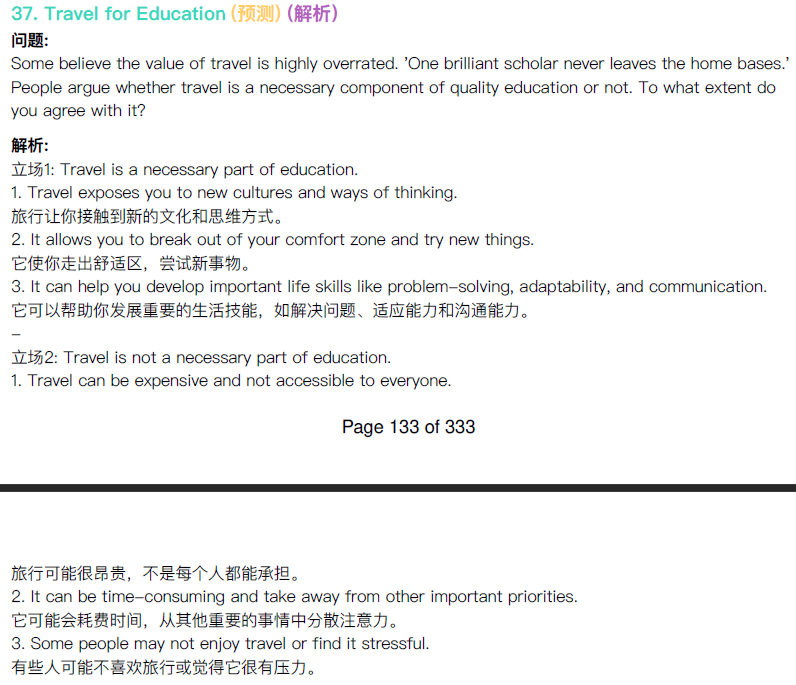 37. Travel for Education (预测) (解析)
问题:
Some believe the value of travel is highly overrated. 'One brilliant scholar never leaves the home bases.'
People argue whether travel is a necessary component of quality education or not. To what extent do
you agree with it?
解析:
立场1: Travel is a necessary part of education.
1. Travel exposes you to new cultures and ways of thinking.
旅行让你接触到新的文化和思维方式。
2. It allows you to break out of your comfort zone and try new things.
它使你走出舒适区，尝试新事物。
3. It can help you develop important life skills like problem-solving, adaptability, and communication.
它可以帮助你发展重要的生活技能，如解决问题、适应能力和沟通能力。
–
立场2: Travel is not a necessary part of education.
1. Travel can be expensive and not accessible to everyone.
Page 133 of 333
旅行可能很昂贵，不是每个人都能承担。
2. It can be time-consuming and take away from other important priorities.
它可能会耗费时间，从其他重要的事情中分散注意力。
3. Some people may not enjoy travel or find it stressful.
有些人可能不喜欢旅行或觉得它很有压力。